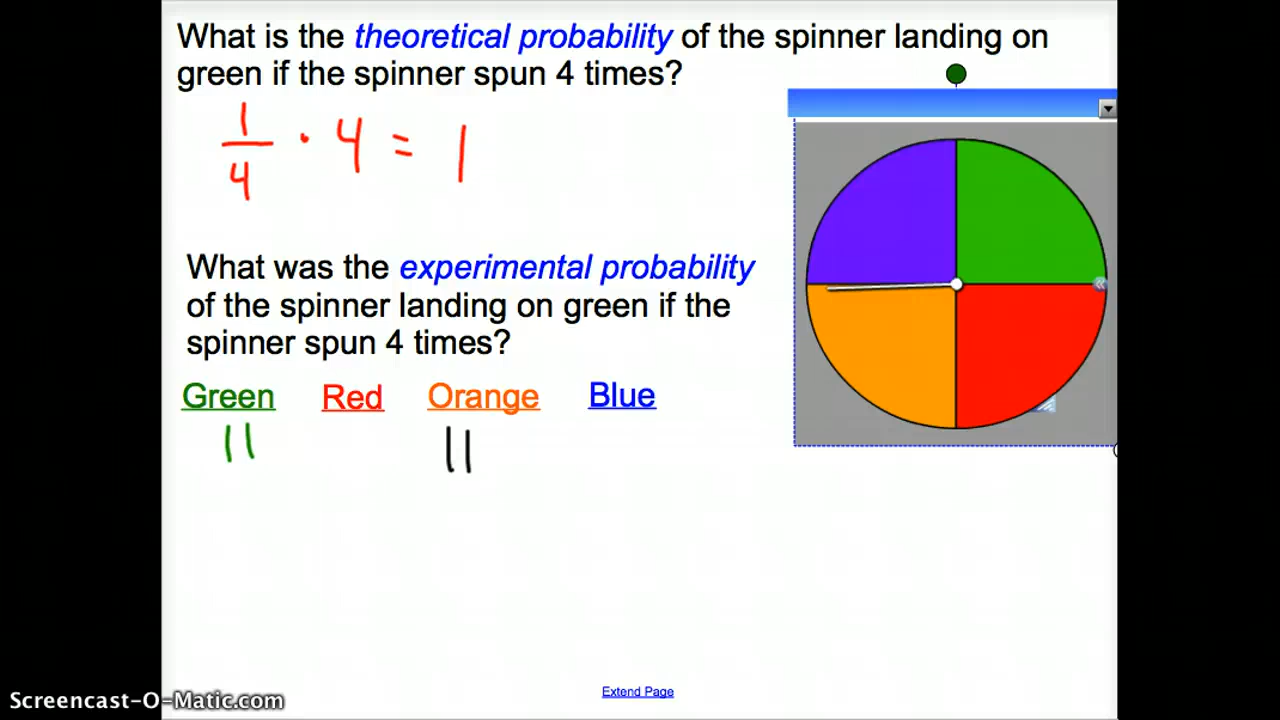 What is the theoretical probability of the spinner landing on
green if the spinner spun 4 times?
1/4 · 4 = 1
What was the experimental probability
of the spinner landing on green if the
spinner spun 4 times?
Green Red Orange Blue
|| ||
Extend Page
Screencast-O-Matic.com